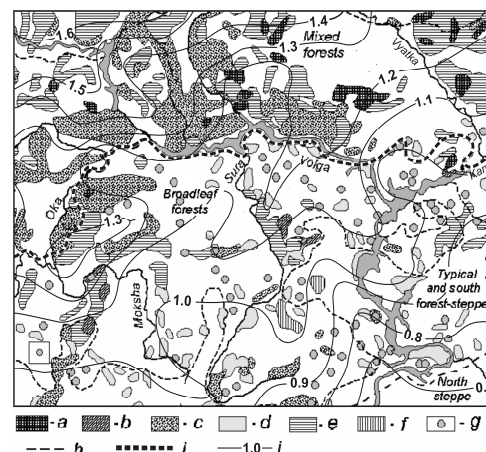 1.6
1.4
1.3
Mixed
forests
Vyatka
1.5
1.2
1.1
Oka
Sura
Volga
Kam
Broadleaf
forests
1.3
Moksha
1.0
Typical
and south
forest-steppe
0.8
0.9
North
steppe
0.
- a - b - c - d - e - f - g
- h - i —1.0— j